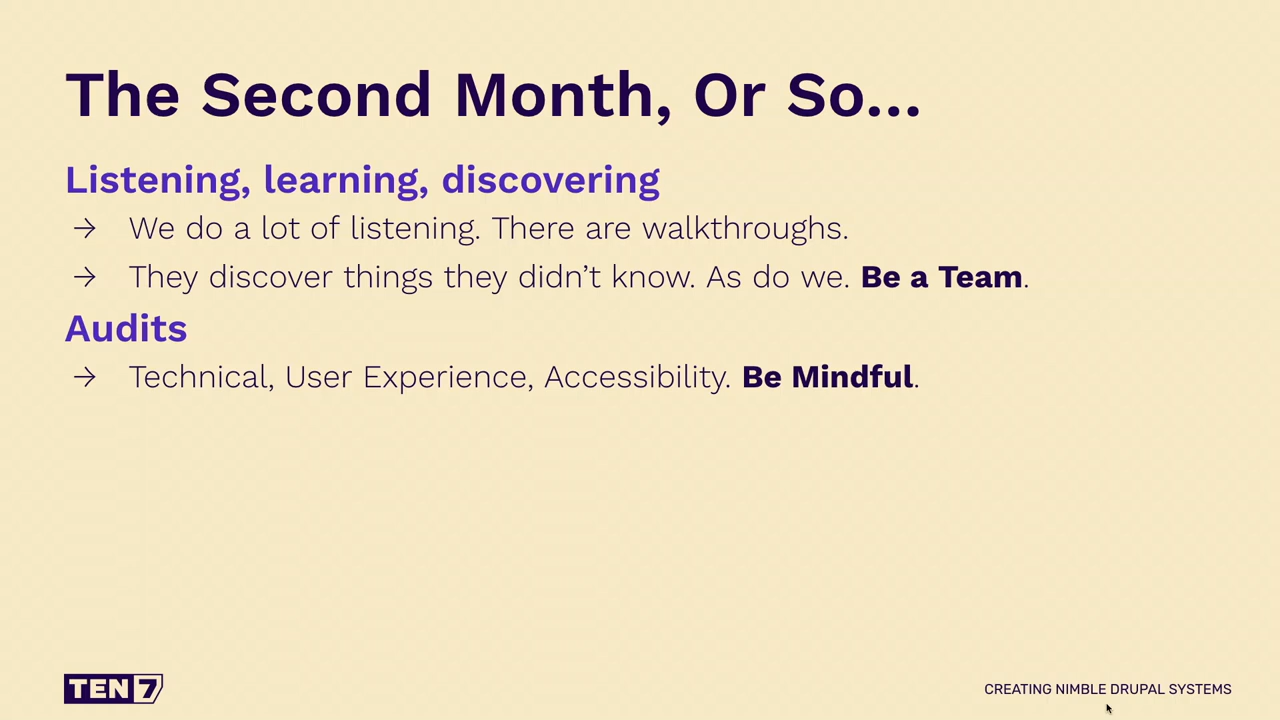 The Second Month, Or So...
Listening, learning, discovering
→ We do a lot of listening. There are walkthroughs.
→ They discover things they didn’t know. As do we. Be a Team.
Audits
→ Technical, User Experience, Accessibility. Be Mindful.
TEN7
CREATING NIMBLE DRUPAL SYSTEMS